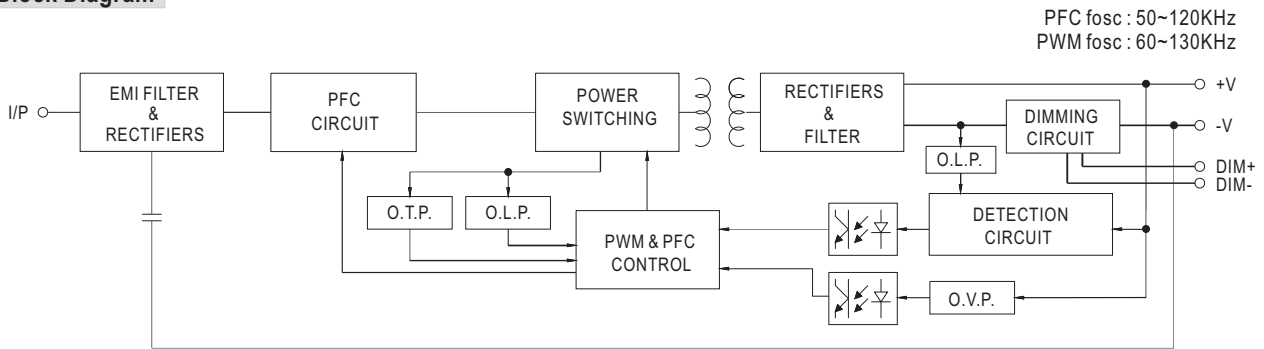 Block Diagram
PFC fosc : 50~120KHz
PWM fosc : 60~130KHz
I/P
EMI FILTER
&
RECTIFIERS
PFC
CIRCUIT
POWER
SWITCHING
RECTIFIERS
&
FILTER
DIMMING
CIRCUIT
+V
-V
DIM+
DIM-
O.L.P.
O.T.P.
O.L.P.
PWM & PFC
CONTROL
DETECTION
CIRCUIT
O.V.P.